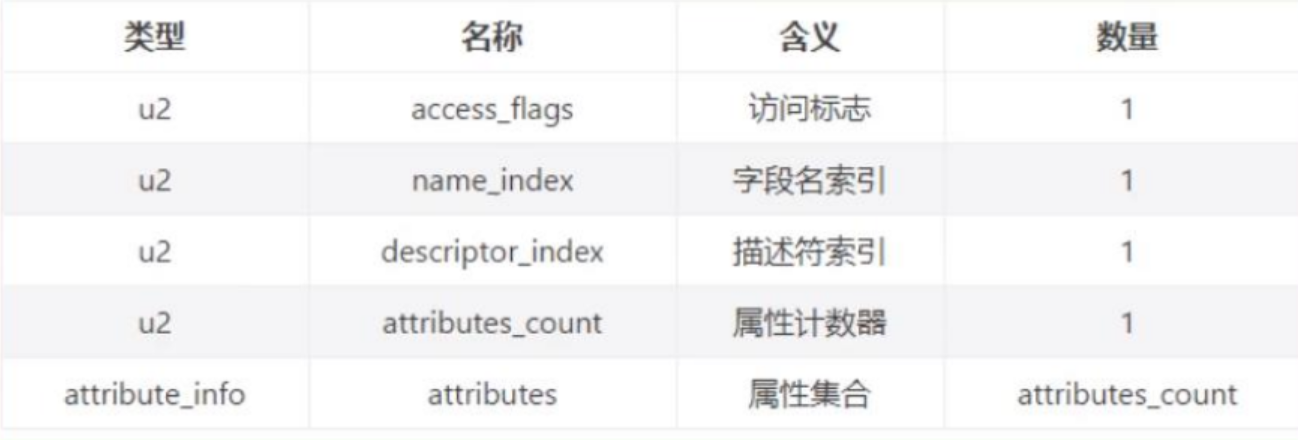 类型 名称 含义 数量
u2 access_flags 访问标志 1
u2 name_index 字段名索引 1
u2 descriptor_index 描述符索引 1
u2 attributes_count 属性计数器 1
attribute_info attributes 属性集合 attributes_count